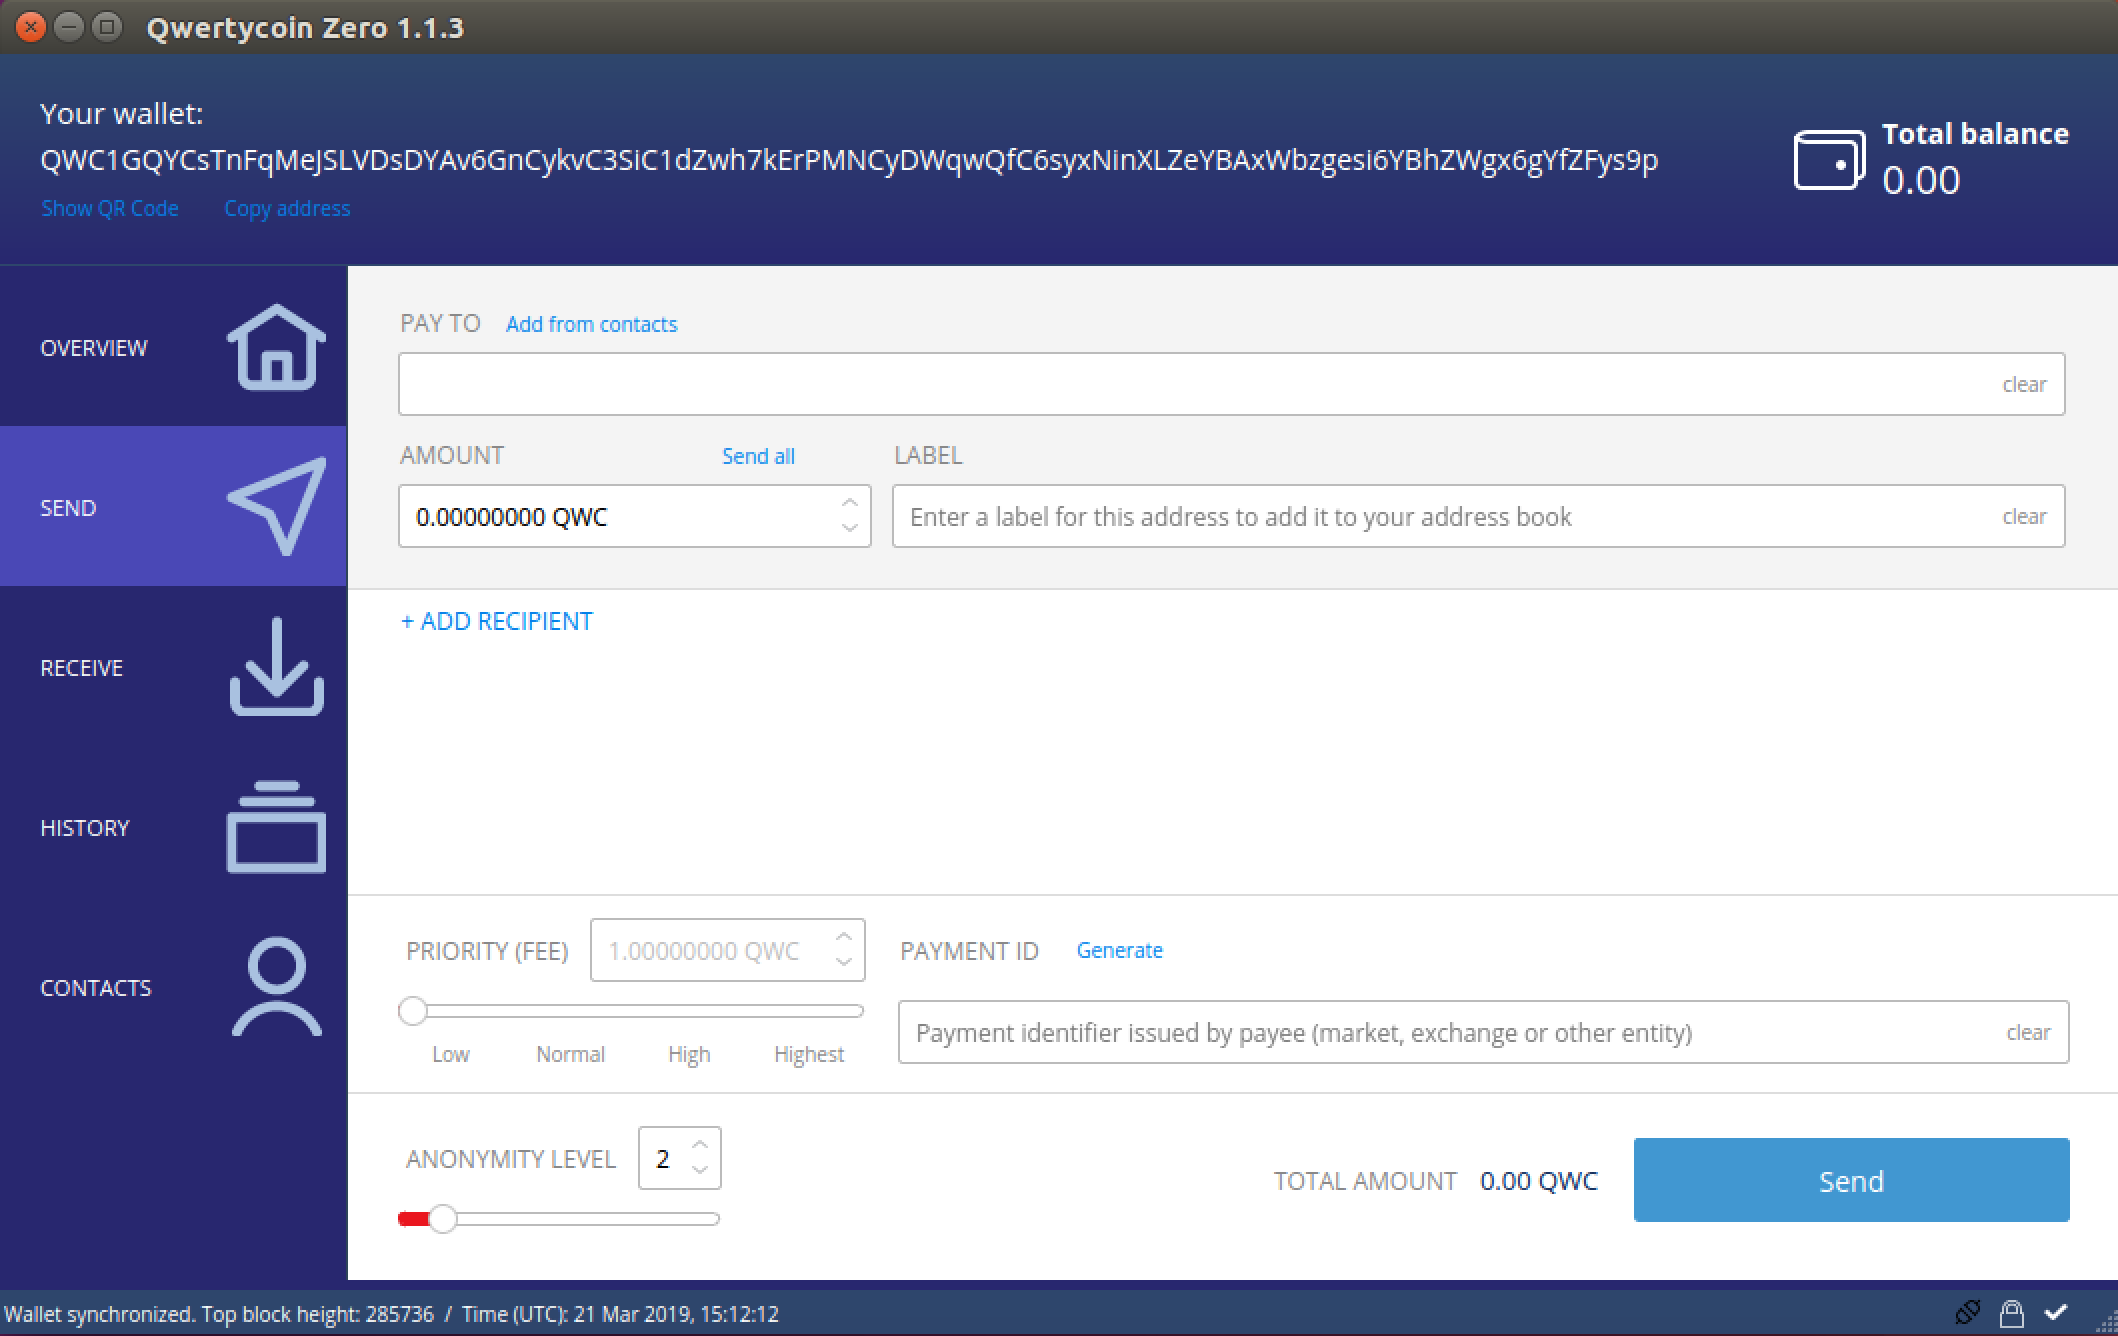 Qwertycoin Zero 1.1.3
Your wallet:
QWC1GQYCsTnFqMeJSLVDsDYAv6GnCykvC3SiC1dZwh7kErPMNCyDWqwQfC6syxNinXLZeYBAxWbzgesi6YBhZWgx6gYfZFys9p
Show QR Code Copy address
Total balance
0.00
OVERVIEW
SEND
RECEIVE
HISTORY
CONTACTS
PAY TO Add from contacts
clear
AMOUNT Send all LABEL
0.00000000 QWC Enter a label for this address to add it to your address book clear
+ ADD RECIPIENT
PRIORITY (FEE) 1.00000000 QWC PAYMENT ID Generate
Payment identifier issued by payee (market, exchange or other entity) clear
Low Normal High Highest
ANONYMITY LEVEL 2
TOTAL AMOUNT 0.00 QWC Send
Wallet synchronized. Top block height: 285736 / Time (UTC): 21 Mar 2019, 15:12:12